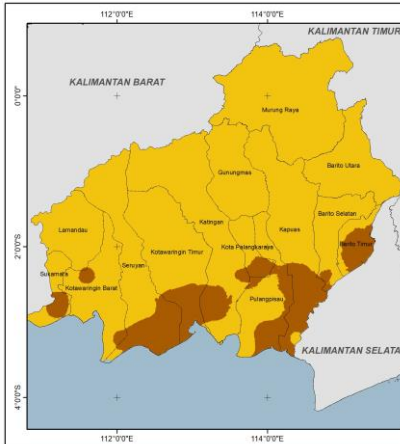 112°0'0"E
114°0'0"E
KALIMANTAN TIMUR
KALIMANTAN BARAT
0°0'0"
Murung Raya
Barito Utara
Gunungmas
Barito Selatan
Katingan
Kapuas
Lamandau
Kota Palangkaraya
Barito Timur
2°0'0"S
Kotawaringin Timur
Seruyan
Sukamara
Kotawaringin Barat
Pulangpisau
KALIMANTAN SELATA
4°0'0"S
112°0'0"E
114°0'0"E